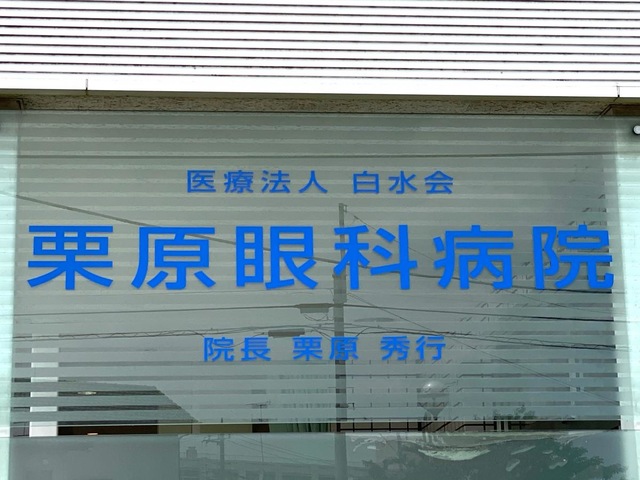 医療法人 白水会
栗原眼科病院
院長 栗原 秀行